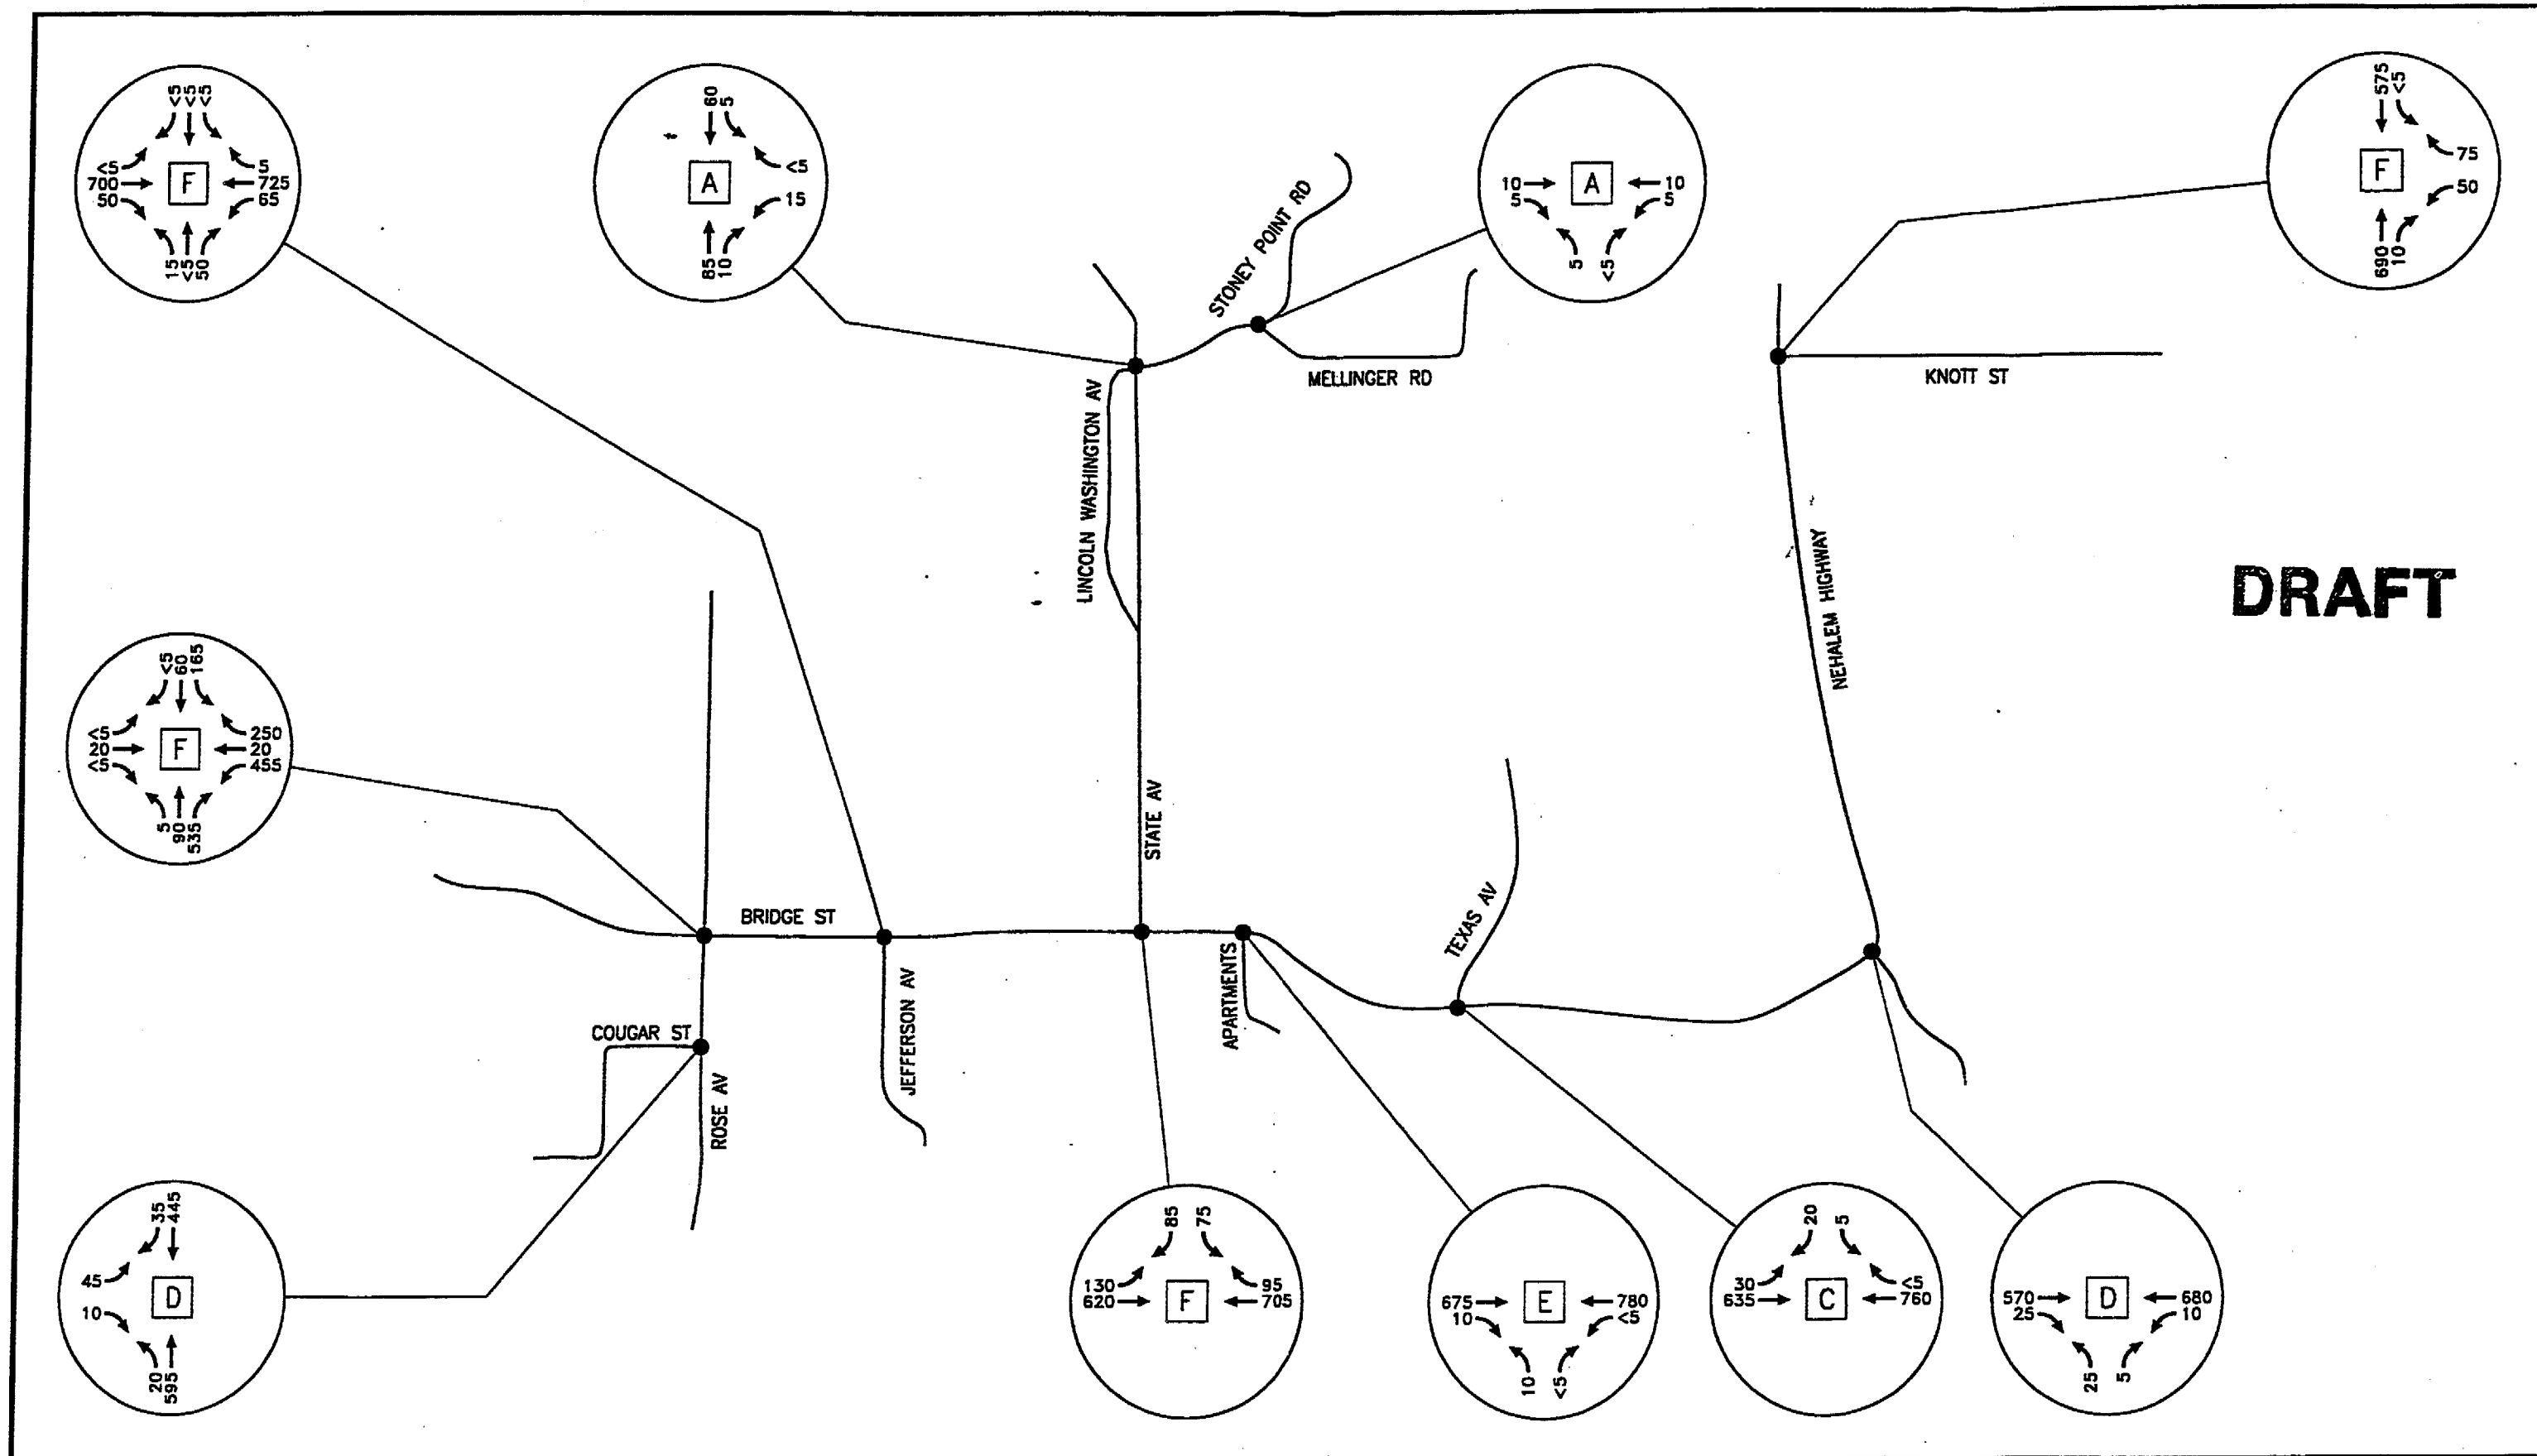 <5 <5 <5
<5
700
50
F
5
725
65
15 <5 50
60 5
A
<5
15
85 10
10
5
A
10
5
5 <5
575 <5
F
75
50
690 10
STONEY POINT RD
MELLINGER RD
KNOTT ST
LINCOLN WASHINGTON AV
NEHALEM HIGHWAY
DRAFT
<5 60 165
<5
20
<5
F
250
20
455
5 90 535
STATE AV
BRIDGE ST
TEXAS AV
APARTMENTS
JEFFERSON AV
COUGAR ST
ROSE AV
35 445
45
10
D
20 595
85 75
130
620
F
95
705
675
10
E
780
<5
10 <5
20 5
30
635
C
<5
760
570
25
D
680
10
25 5